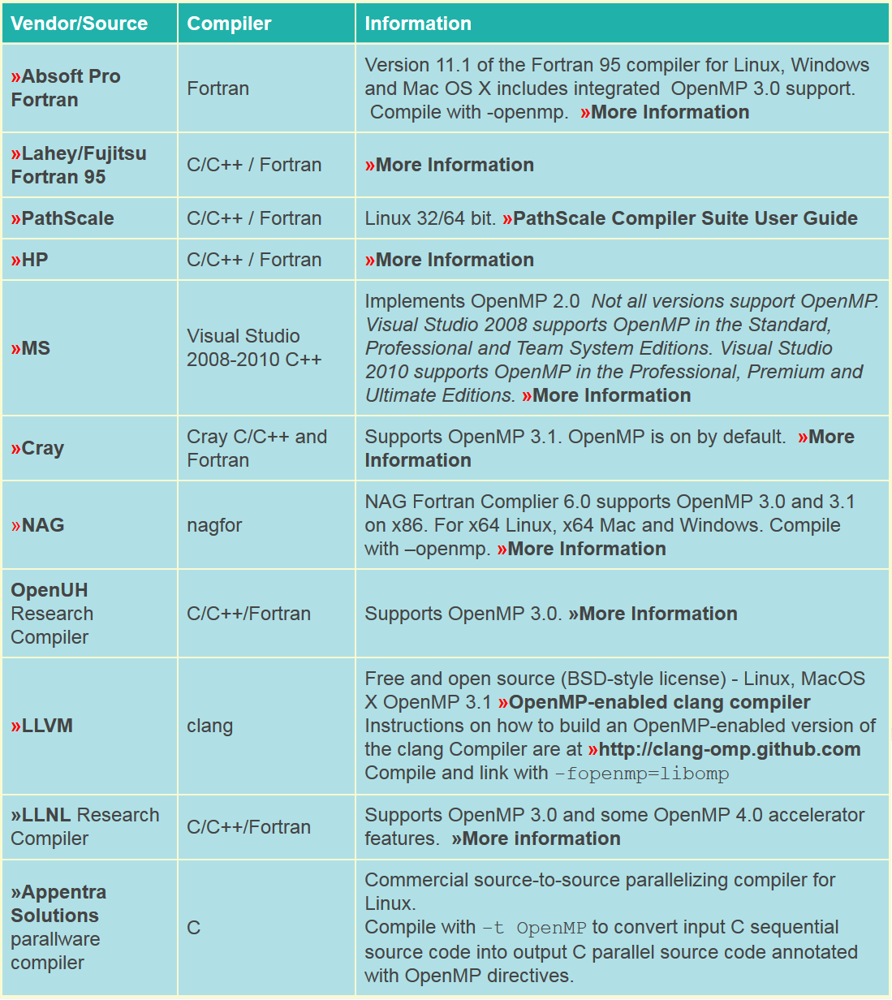 Vendor/Source Compiler Information
»Absoft Pro
Fortran
Fortran
Version 11.1 of the Fortran 95 compiler for Linux, Windows
and Mac OS X includes integrated  OpenMP 3.0 support.
Compile with -openmp.  »More Information
»Lahey/Fujitsu
Fortran 95
C/C++ / Fortran
»More Information
»PathScale
C/C++ / Fortran
Linux 32/64 bit. »PathScale Compiler Suite User Guide
»HP
C/C++ / Fortran
»More Information
»MS
Visual Studio
2008-2010 C++
Implements OpenMP 2.0  Not all versions support OpenMP.
Visual Studio 2008 supports OpenMP in the Standard,
Professional and Team System Editions. Visual Studio
2010 supports OpenMP in the Professional, Premium and
Ultimate Editions. »More Information
»Cray
Cray C/C++ and
Fortran
Supports OpenMP 3.1. OpenMP is on by default.  »More
Information
»NAG
nagfor
NAG Fortran Complier 6.0 supports OpenMP 3.0 and 3.1
on x86. For x64 Linux, x64 Mac and Windows. Compile
with –openmp. »More Information
OpenUH
Research
Compiler
C/C++/Fortran
Supports OpenMP 3.0. »More Information
»LLVM
clang
Free and open source (BSD-style license) - Linux, MacOS
X OpenMP 3.1 »OpenMP-enabled clang compiler
Instructions on how to build an OpenMP-enabled version of
the clang Compiler are at »http://clang-omp.github.com
Compile and link with -fopenmp=libomp
»LLNL Research
Compiler
C/C++/Fortran
Supports OpenMP 3.0 and some OpenMP 4.0 accelerator
features.  »More information
»Appentra
Solutions
parallware
compiler
C
Commercial source-to-source parallelizing compiler for
Linux.
Compile with -t OpenMP to convert input C sequential
source code into output C parallel source code annotated
with OpenMP directives.